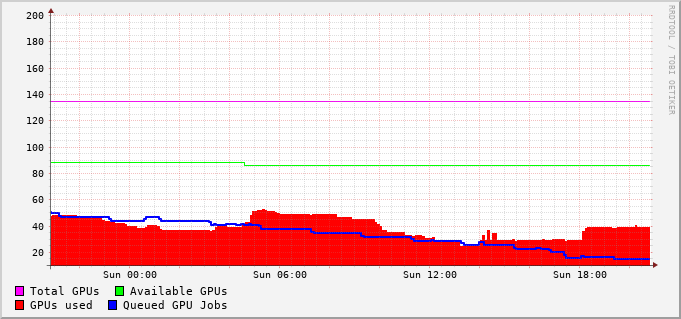 200
180
160
140
120
100
80
60
40
20
Sun 00:00 Sun 06:00 Sun 12:00 Sun 18:00
Total GPUs Available GPUs
GPUs used Queued GPU Jobs
RRDTOOL / TOBI OETIKER